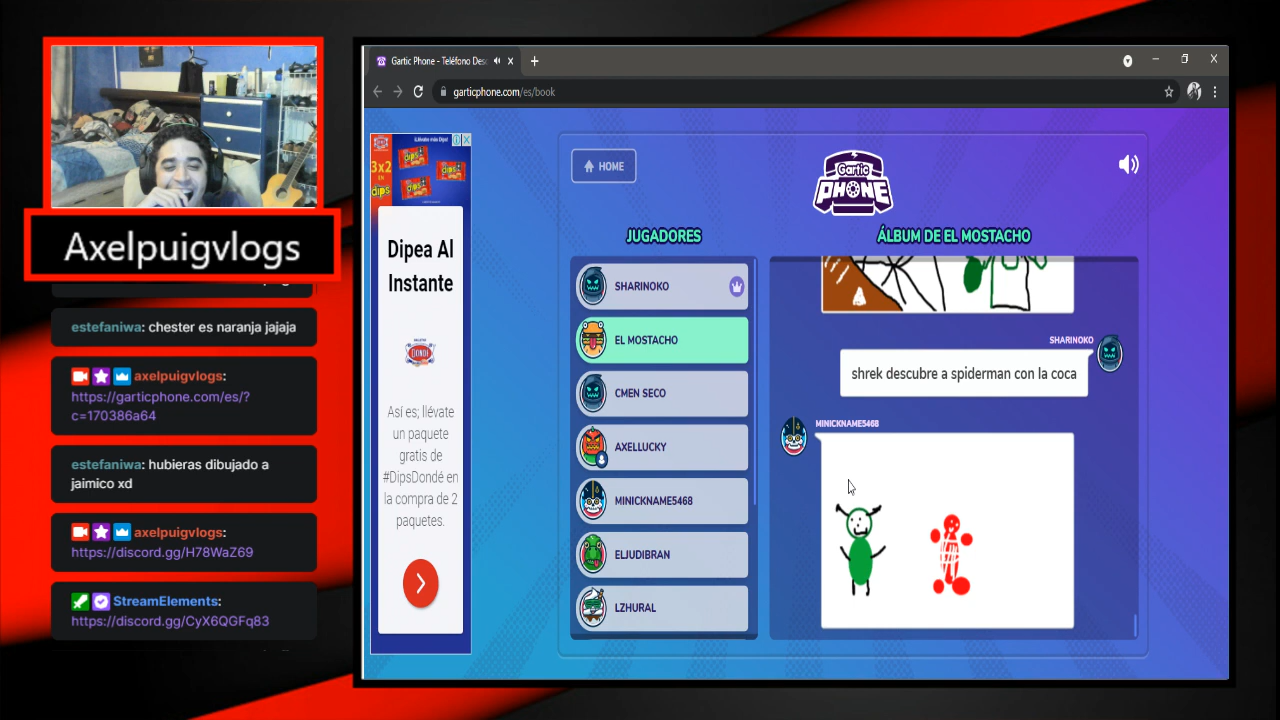 Axelpuigvlogs
estefaniwa: chester es naranja jajaja
axelpuigvlogs:
https://garticphone.com/es/?
c=170386a64
estefaniwa: hubieras dibujado a
jaimico xd
axelpuigvlogs:
https://discord.gg/H78WaZ69
StreamElements:
https://discord.gg/CyX6QGFq83
Gartic Phone - Teléfono Des
garticphone.com/es/book
3x2
EN
dips
Dipea Al
Instante
DONDE
Así es; llévate
un paquete
gratis de
#DipsDondé en
la compra de 2
paquetes.
HOME
Gartic
PHONE
JUGADORES
SHARINOKO
EL MOSTACHO
CMEN SECO
AXELLUCKY
MINICKNAME5468
ELJUDIBRAN
LZHURAL
ÁLBUM DE EL MOSTACHO
SHARINOKO
shrek descubre a spiderman con la coca
MINICKNAME5468